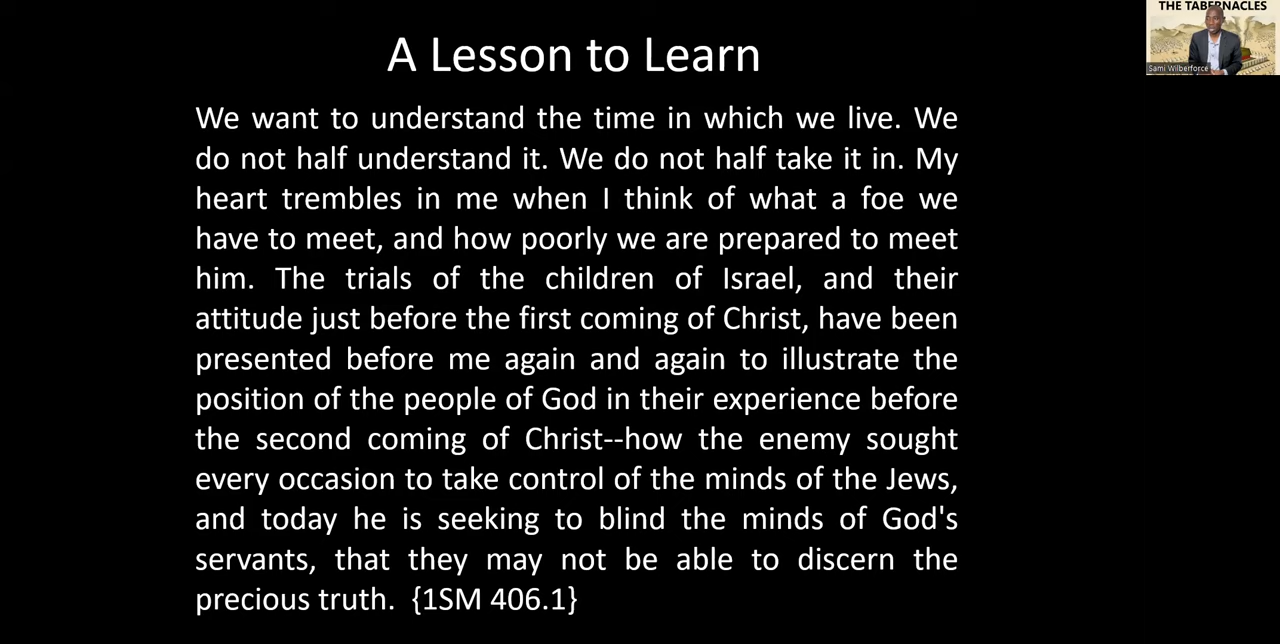 THE TABERNACLES
Sami Wilberforce
A Lesson to Learn
We want to understand the time in which we live. We
do not half understand it. We do not half take it in. My
heart trembles in me when I think of what a foe we
have to meet, and how poorly we are prepared to meet
him. The trials of the children of Israel, and their
attitude just before the first coming of Christ, have been
presented before me again and again to illustrate the
position of the people of God in their experience before
the second coming of Christ--how the enemy sought
every occasion to take control of the minds of the Jews,
and today he is seeking to blind the minds of God's
servants, that they may not be able to discern the
precious truth. {1SM 406.1}